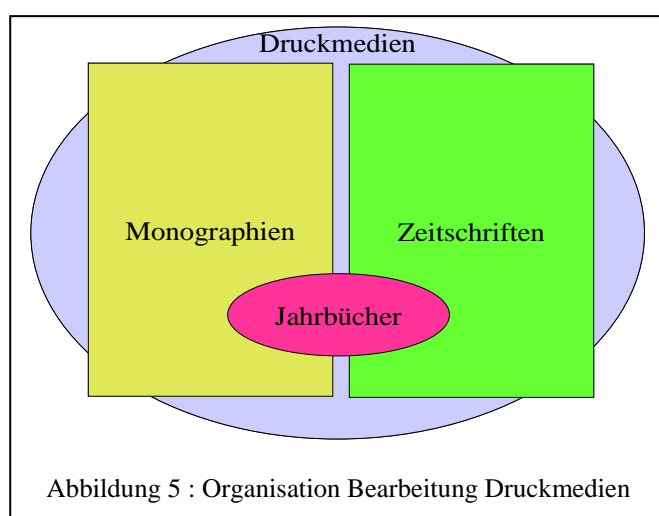 Druckmedien
Monographien
Zeitschriften
Jahrbücher
Abbildung 5 : Organisation Bearbeitung Druckmedien